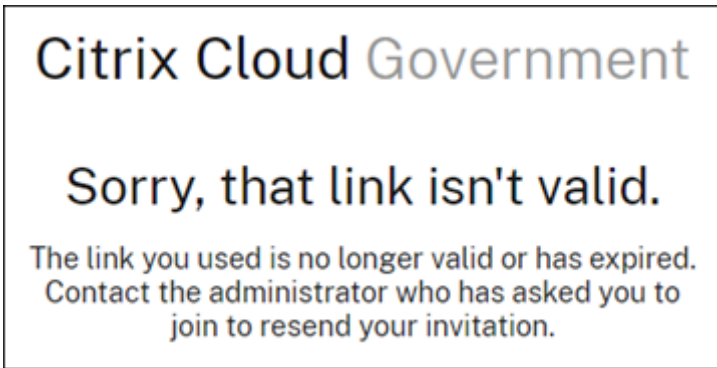 Citrix Cloud Government
Sorry, that link isn't valid.
The link you used is no longer valid or has expired.
Contact the administrator who has asked you to
join to resend your invitation.